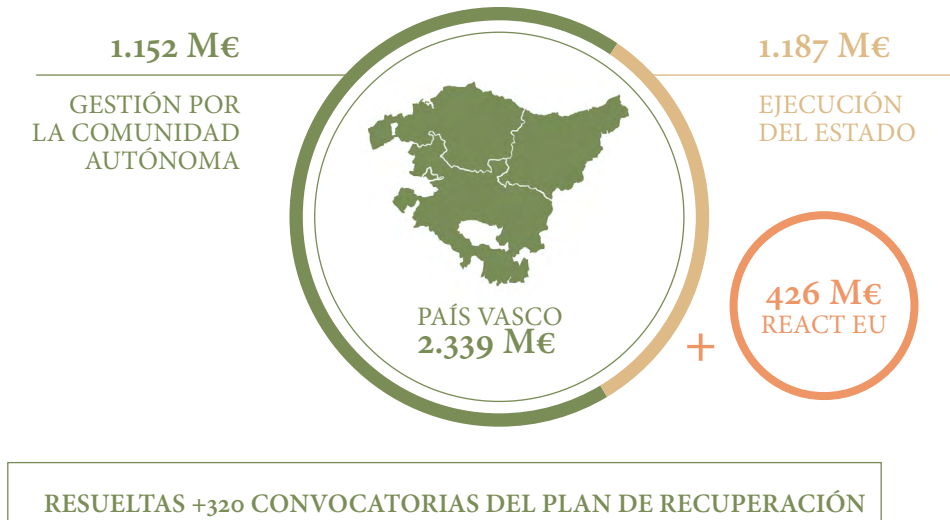 1.152 M€
GESTIÓN POR
LA COMUNIDAD
AUTÓNOMA
1.187 M€
EJECUCIÓN
DEL ESTADO
PAÍS VASCO
2.339 M€
+
426 M€
REACT EU
RESUELTAS +320 CONVOCATORIAS DEL PLAN DE RECUPERACIÓN